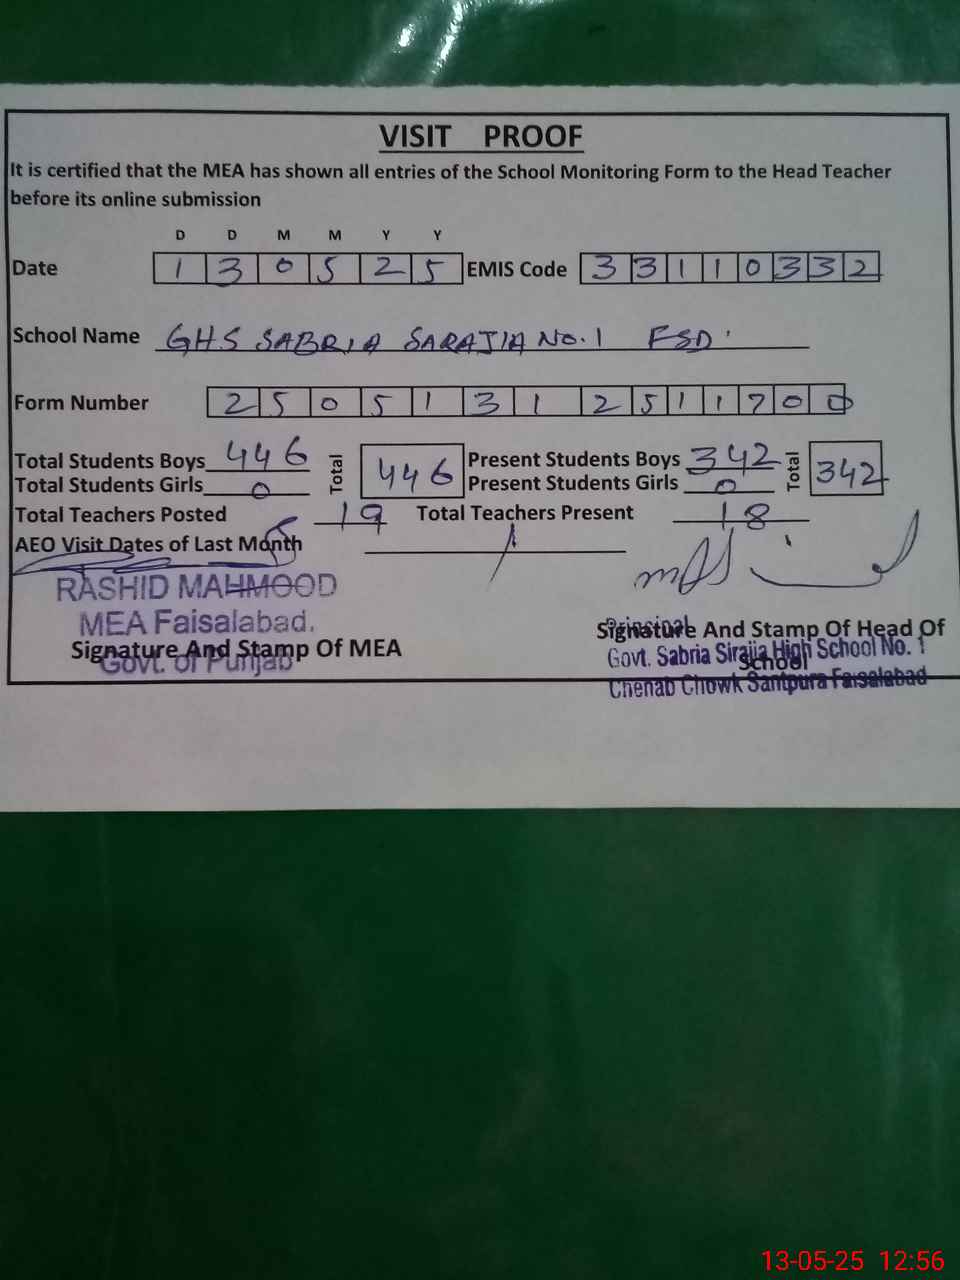 VISIT PROOF
It is certified that the MEA has shown all entries of the School Monitoring Form to the Head Teacher
before its online submission
D D M M Y Y
Date 1 3 0 5 2 5 EMIS Code 3 3 1 1 0 3 3 2
School Name GHS SABRIA SARAJIA NO. 1 FSD
Form Number 2 5 0 5 1 3 1 2 5 1 1 7 0 0
Total Students Boys 446 Total 446 Present Students Boys 342 Total 342
Total Students Girls 0 Present Students Girls 0
Total Teachers Posted 19 Total Teachers Present 18
AEO Visit Dates of Last Month /
RASHID MAHMOOD
MEA Faisalabad.
Govt. of Punjab
Signature And Stamp Of MEA
Principal
Signature And Stamp Of Head Of
School
Govt. Sabria Sirajia High School No. 1
Chenab Chowk Santpura Faisalabad
13-05-25 12:56